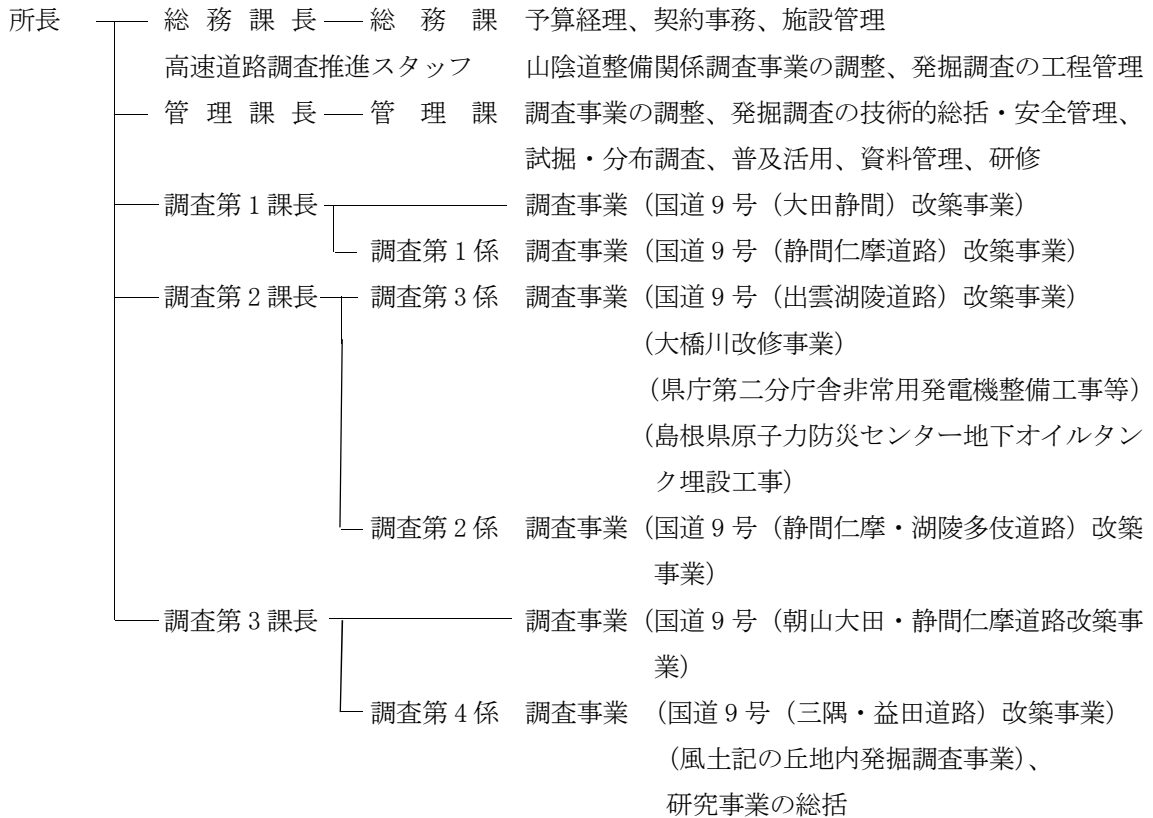 所長 総務課長 総務課 予算経理、契約事務、施設管理
高速道路調査推進スタッフ 山陰道整備関係調査事業の調整、発掘調査の工程管理
管理課長 管理課 調査事業の調整、発掘調査の技術的総括・安全管理、
試掘・分布調査、普及活用、資料管理、研修
調査第1課長 調査事業（国道9号（大田静間）改築事業）
調査第1係 調査事業（国道9号（静間仁摩道路）改築事業）
調査第2課長 調査第3係 調査事業（国道9号（出雲湖陵道路）改築事業）
（大橋川改修事業）
（県庁第二分庁舎非常用発電機整備工事等）
（島根県原子力防災センター地下オイルタン
ク埋設工事）
調査第2係 調査事業（国道9号（静間仁摩・湖陵多伎道路）改築
事業）
調査第3課長 調査事業（国道9号（朝山大田・静間仁摩道路改築事
業）
調査第4係 調査事業 （国道9号（三隅・益田道路）改築事業）
（風土記の丘地内発掘調査事業）、
研究事業の総括